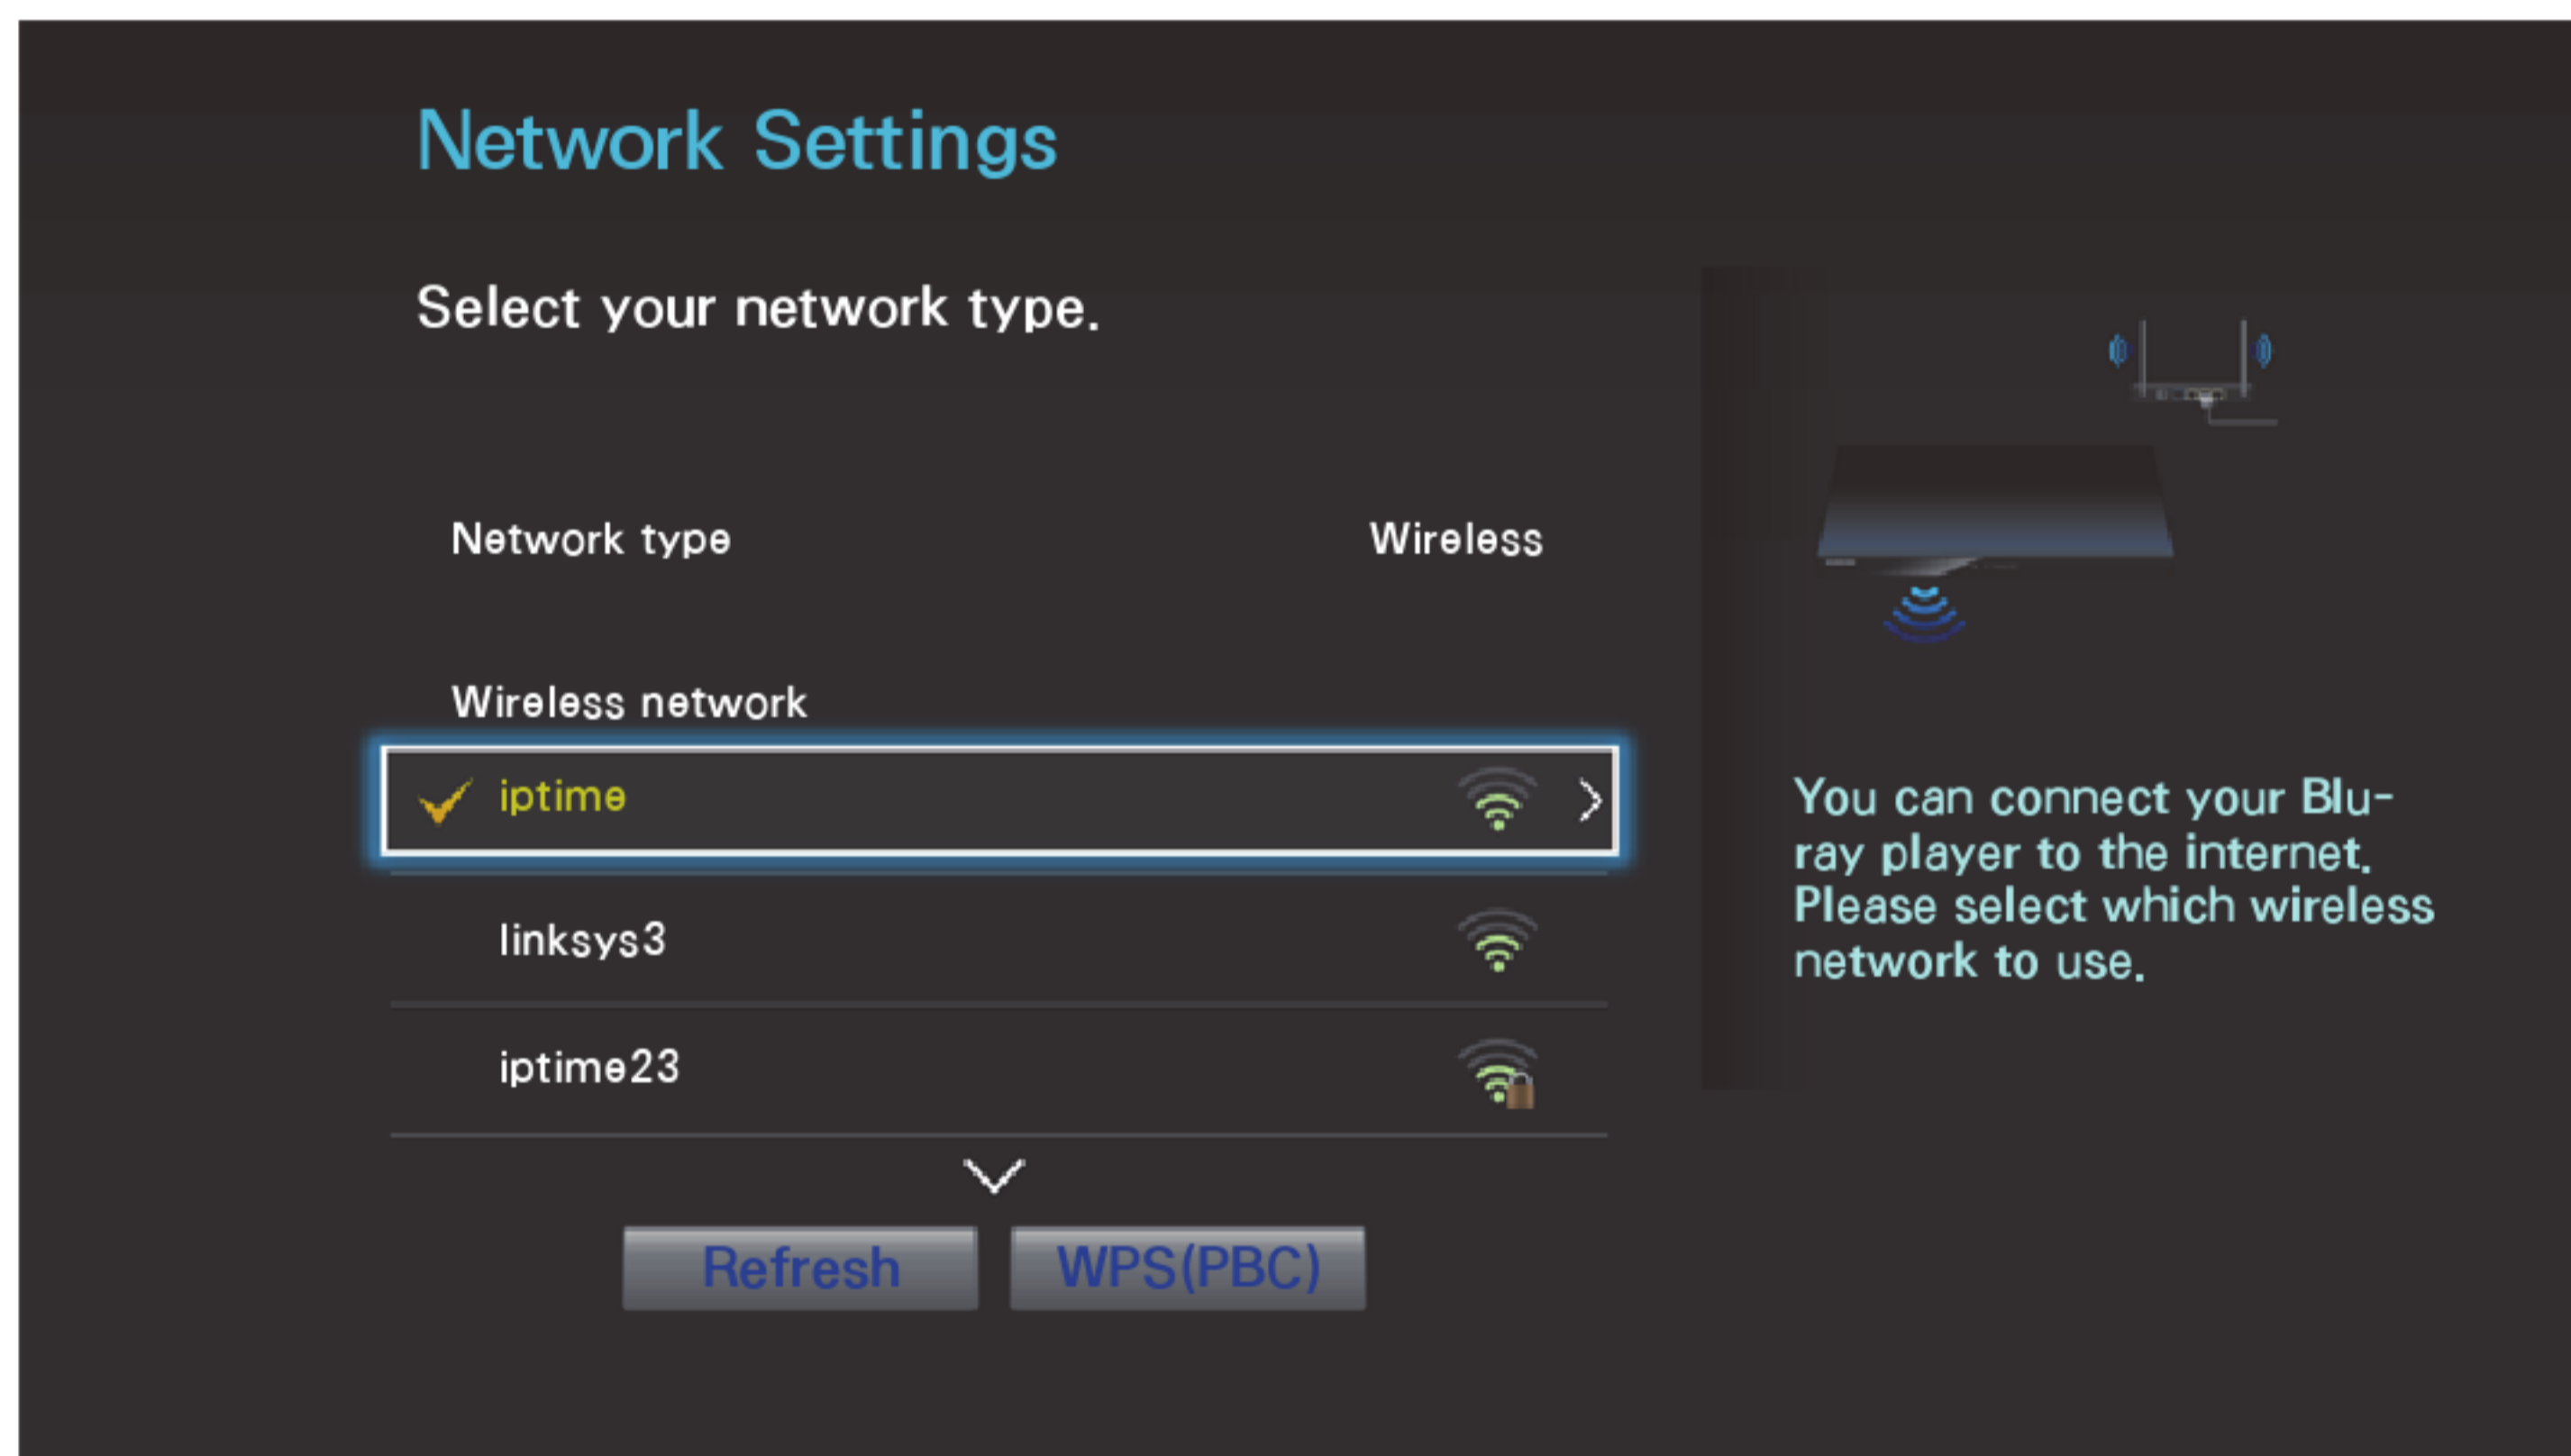 Network Settings
Select your network type.
Network type Wireless
Wireless network
iptime
linksys3
iptime23
Refresh WPS(PBC)
You can connect your Blu-
ray player to the internet.
Please select which wireless
network to use.